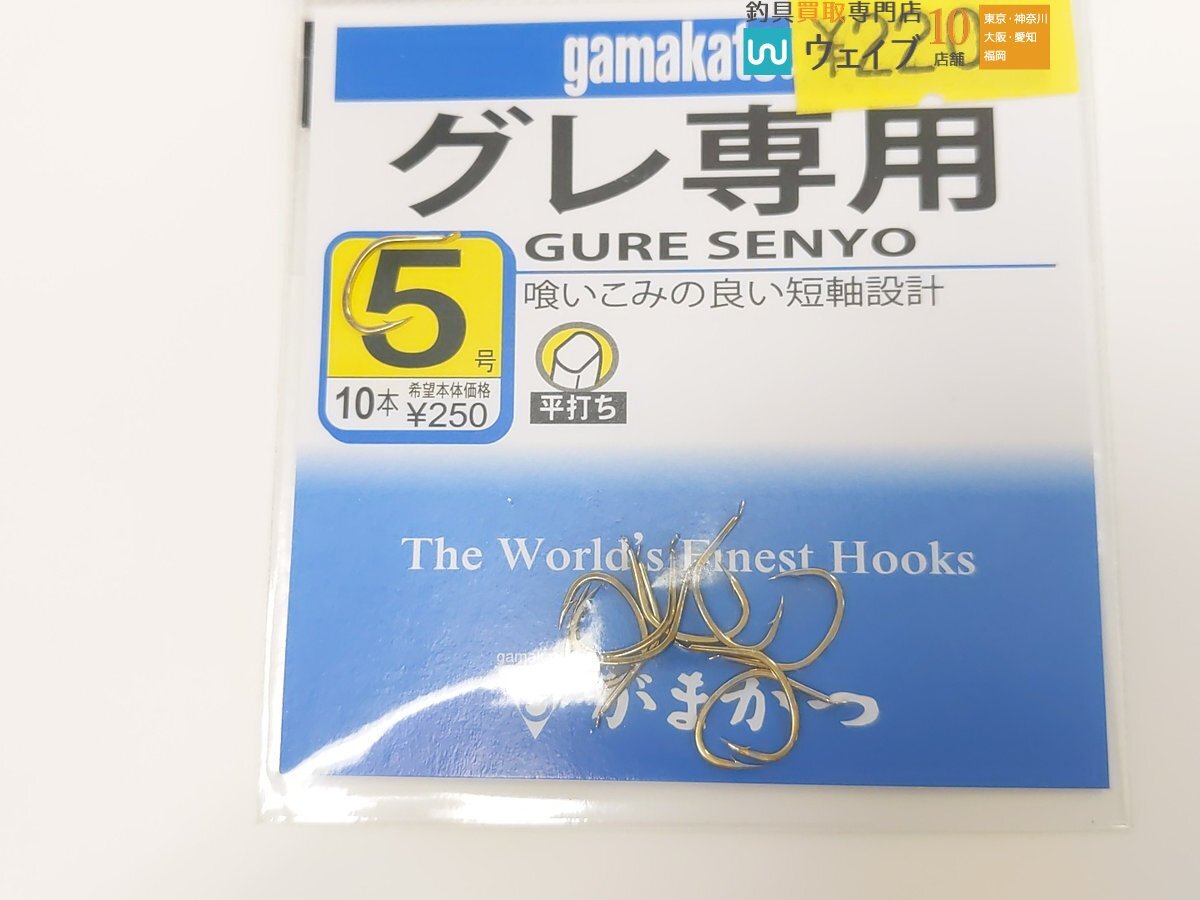 釣具買取専門店
ウェイブ
10
店舗
東京・神奈川
大阪・愛知
福岡
¥220
gamakat
グレ専用
GURE SENYO
喰いこみの良い短軸設計
5号
10本
希望本体価格
¥250
平打ち
The World's Finest Hooks
gamak
がまかつ